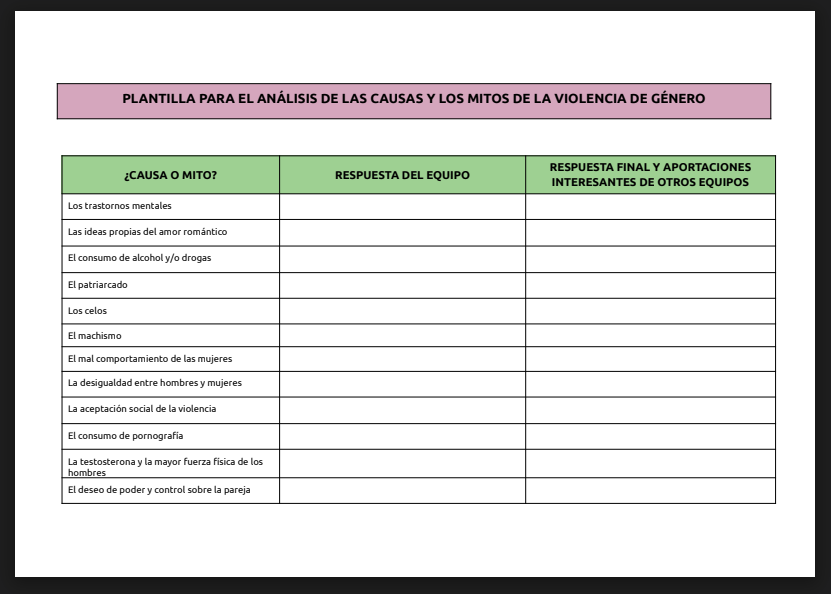 PLANTILLA PARA EL ANÁLISIS DE LAS CAUSAS Y LOS MITOS DE LA VIOLENCIA DE GÉNERO
¿CAUSA O MITO?
RESPUESTA DEL EQUIPO
RESPUESTA FINAL Y APORTACIONES
INTERESANTES DE OTROS EQUIPOS
Los trastornos mentales
Las ideas propias del amor romántico
El consumo de alcohol y/o drogas
El patriarcado
Los celos
El machismo
El mal comportamiento de las mujeres
La desigualdad entre hombres y mujeres
La aceptación social de la violencia
El consumo de pornografía
La testosterona y la mayor fuerza física de los
hombres
El deseo de poder y control sobre la pareja